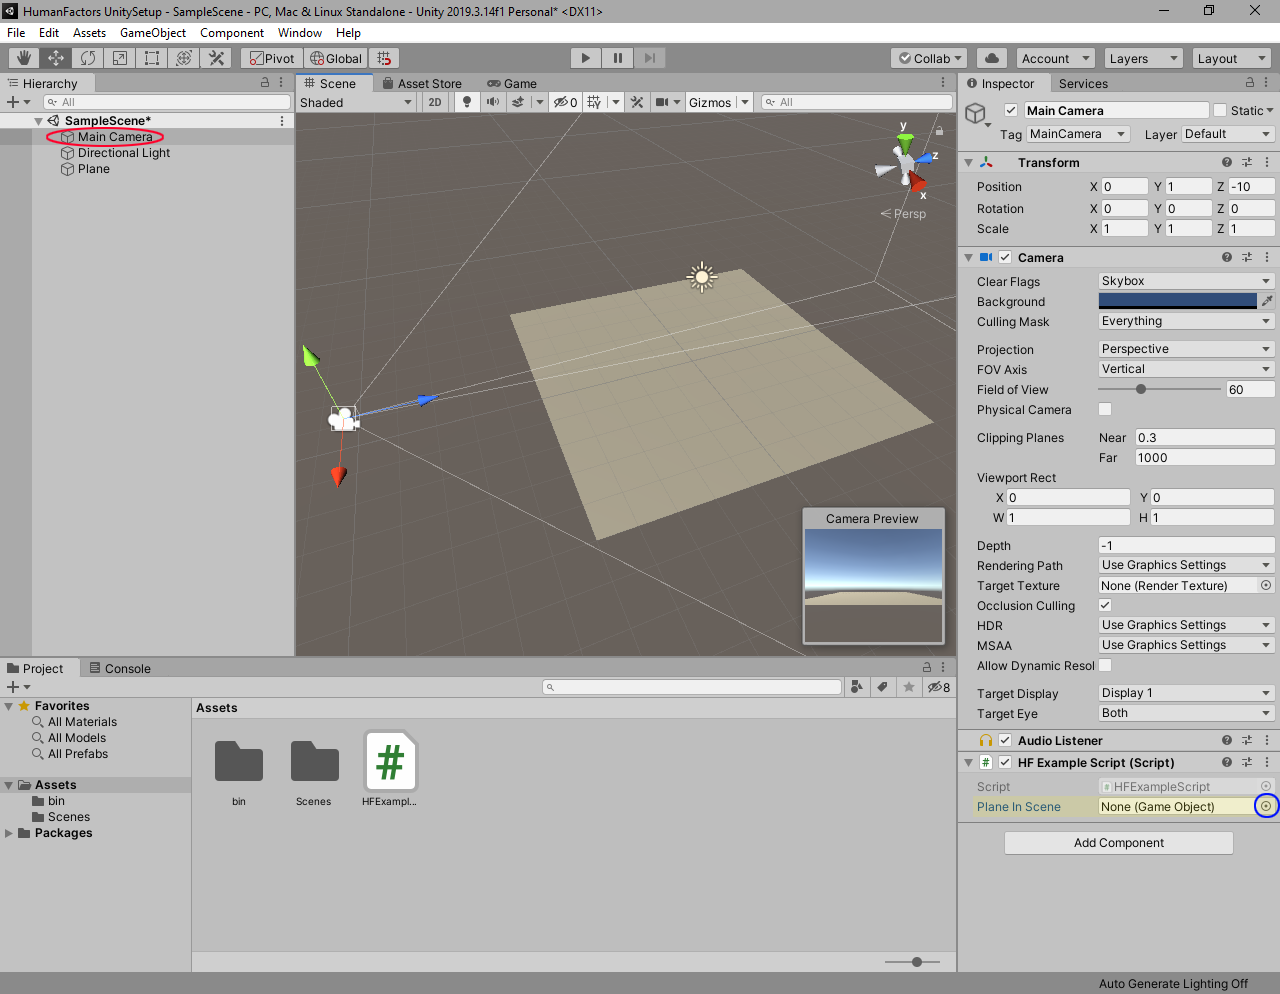 HumanFactors UnitySetup - SampleScene - PC, Mac & Linux Standalone - Unity 2019.3.14f1 Personal* <DX11>
File Edit Assets GameObject Component Window Help
Pivot Global Collab Account Layers Layout
Hierarchy
All
SampleScene*
Main Camera
Directional Light
Plane
Scene Asset Store Game
Shaded 2D 0 Gizmos All
y
z
x
Persp
Camera Preview
Inspector Services
Main Camera Static
Tag MainCamera Layer Default
Transform
Position X 0 Y 1 Z -10
Rotation X 0 Y 0 Z 0
Scale X 1 Y 1 Z 1
Camera
Clear Flags Skybox
Background
Culling Mask Everything
Projection Perspective
FOV Axis Vertical
Field of View 60
Physical Camera
Clipping Planes Near 0.3
Far 1000
Viewport Rect
X 0 Y 0
W 1 H 1
Depth -1
Rendering Path Use Graphics Settings
Target Texture None (Render Texture)
Occlusion Culling
HDR Use Graphics Settings
MSAA Use Graphics Settings
Allow Dynamic Resol
Target Display Display 1
Target Eye Both
Audio Listener
# HF Example Script (Script)
Script HFExampleScript
Plane In Scene None (Game Object)
Add Component
Project Console
8
Favorites
All Materials
All Models
All Prefabs
Assets
bin
Scenes
Packages
Assets
#
bin Scenes HFExampl...
Auto Generate Lighting Off